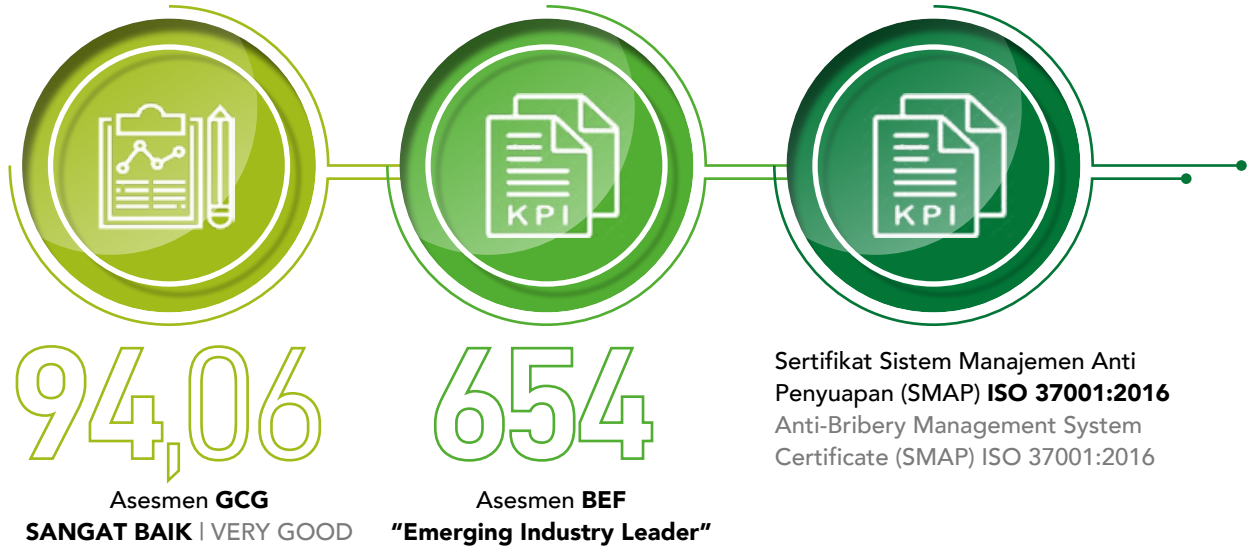 KPI
KPI
94,06
Asesmen GCG
SANGAT BAIK | VERY GOOD
654
Asesmen BEF
"Emerging Industry Leader"
Sertifikat Sistem Manajemen Anti
Penyuapan (SMAP) ISO 37001:2016
Anti-Bribery Management System
Certificate (SMAP) ISO 37001:2016